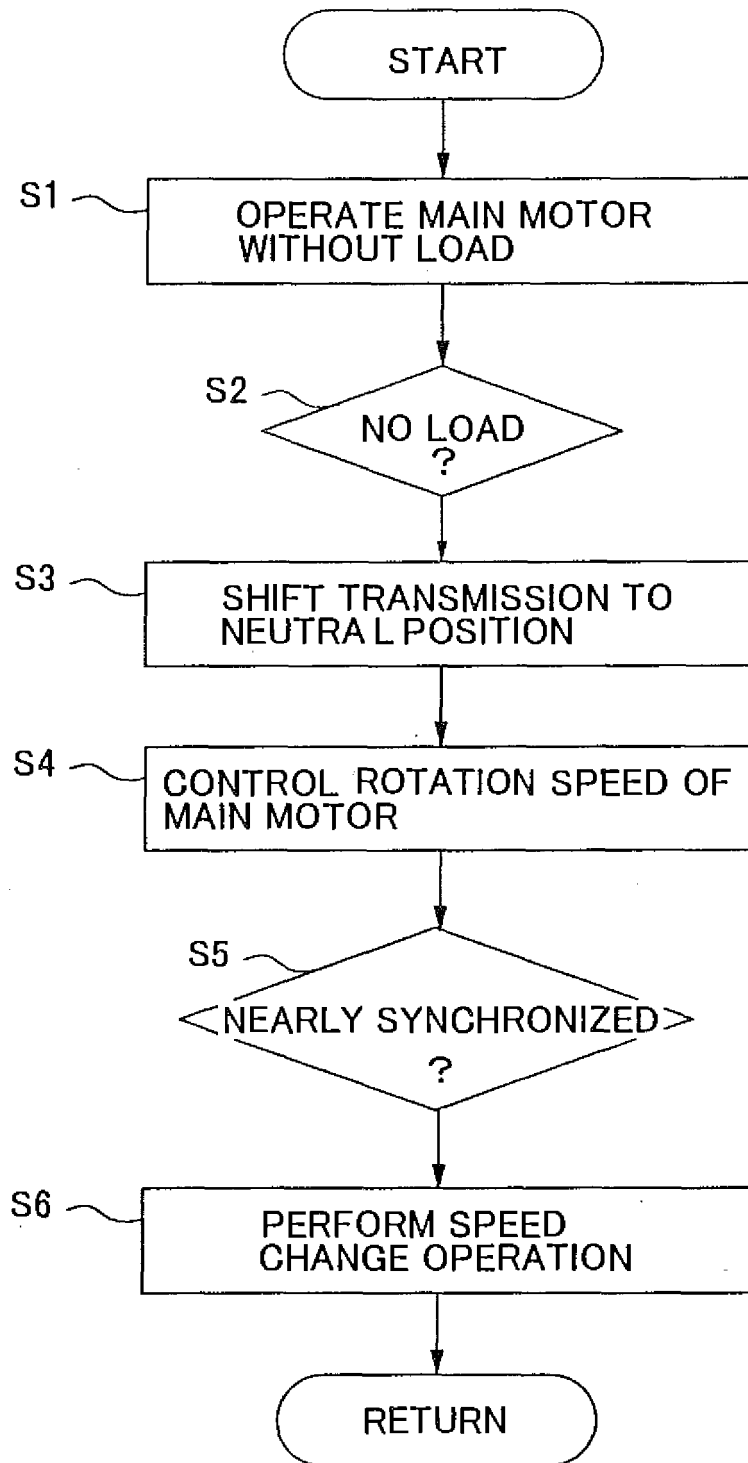 START
S1
OPERATE MAIN MOTOR
WITHOUT LOAD
S2
NO LOAD
?
S3
SHIFT TRANSMISSION TO
NEUTRAL POSITION
S4
CONTROL ROTATION SPEED OF
MAIN MOTOR
S5
NEARLY SYNCHRONIZED
?
S6
PERFORM SPEED
CHANGE OPERATION
RETURN